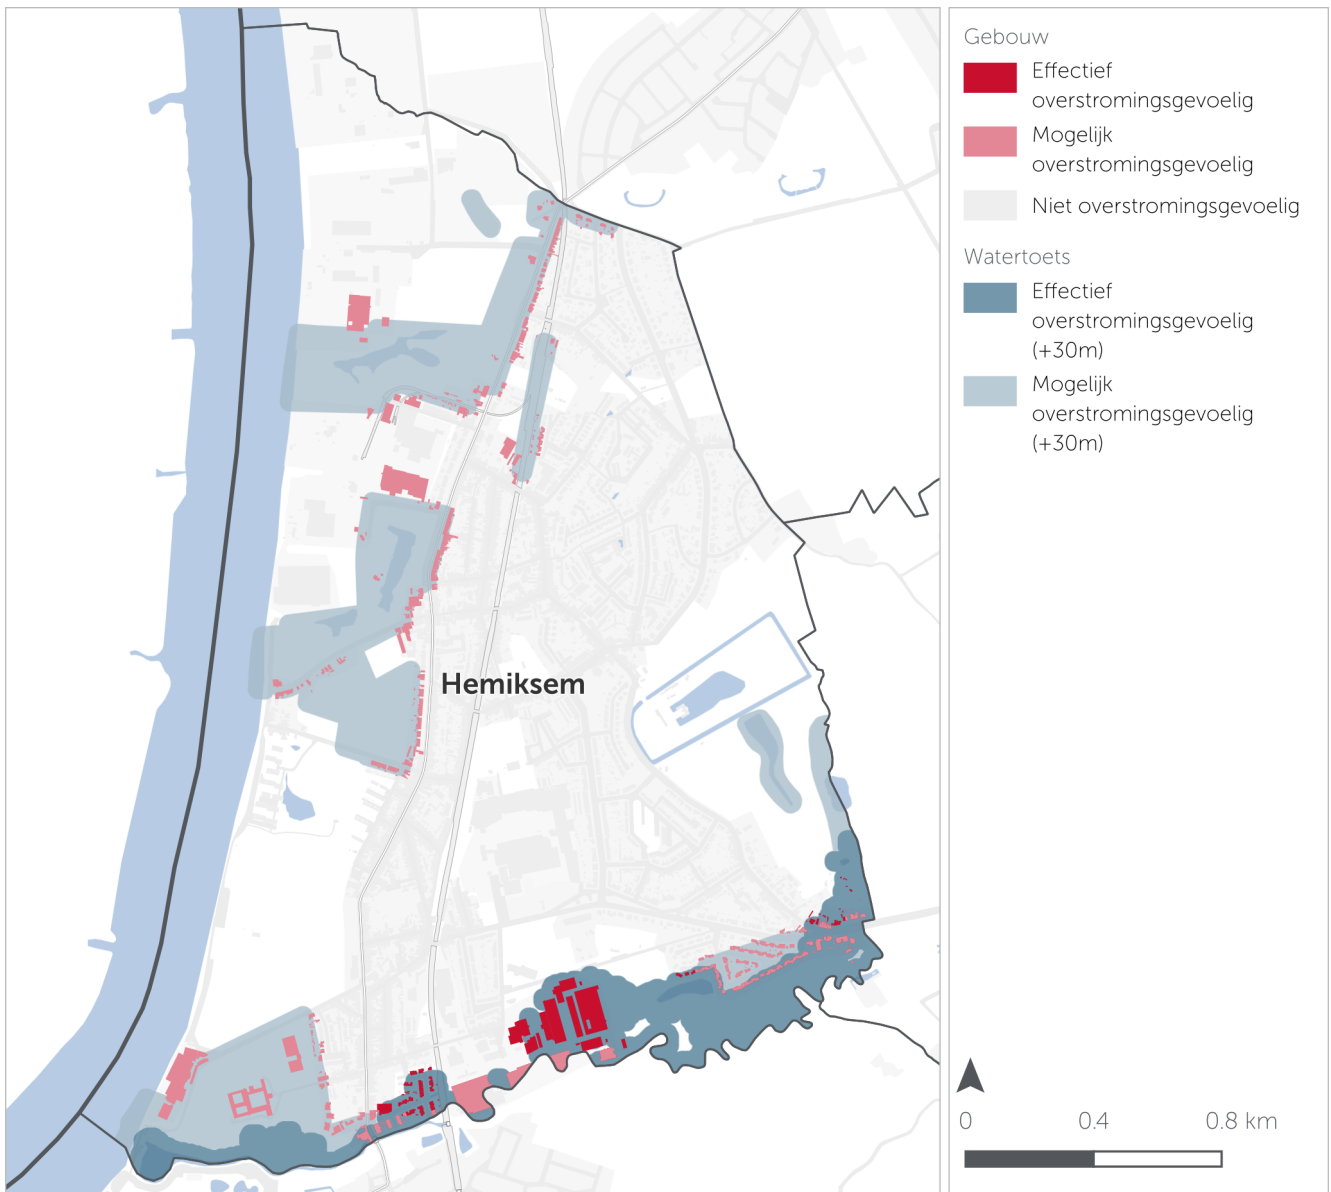 Hemiksem
Gebouw
Effectief
overstromingsgevoelig
Mogelijk
overstromingsgevoelig
Niet overstromingsgevoelig
Watertoets
Effectief
overstromingsgevoelig
(+30m)
Mogelijk
overstromingsgevoelig
(+30m)
0 0.4 0.8 km